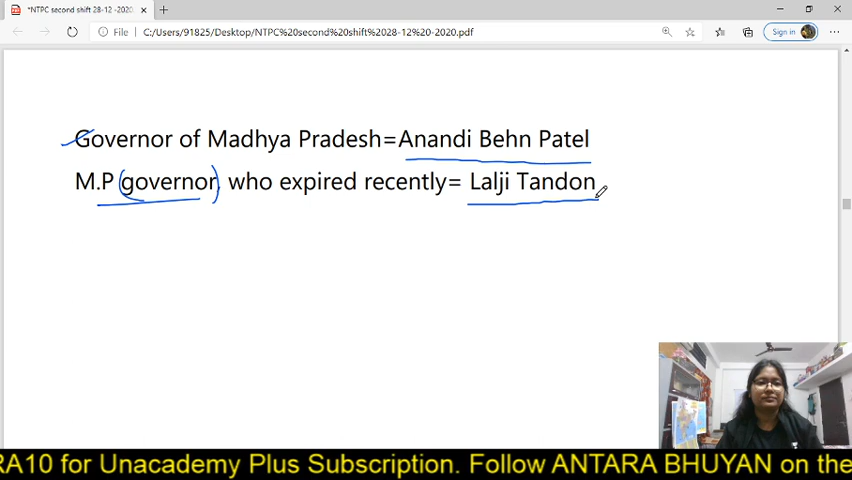 *NTPC second shift 28-12 -2020.
File
C:/Users/91825/Desktop/NTPC%20second%20shift%2028-12%20-2020.pdf
Sign in
Governor of Madhya Pradesh=Anandi Behn Patel
M.P (governor) who expired recently= Lalji Tandon
RA10 for Unacademy Plus Subscription. Follow ANTARA BHUYAN on the